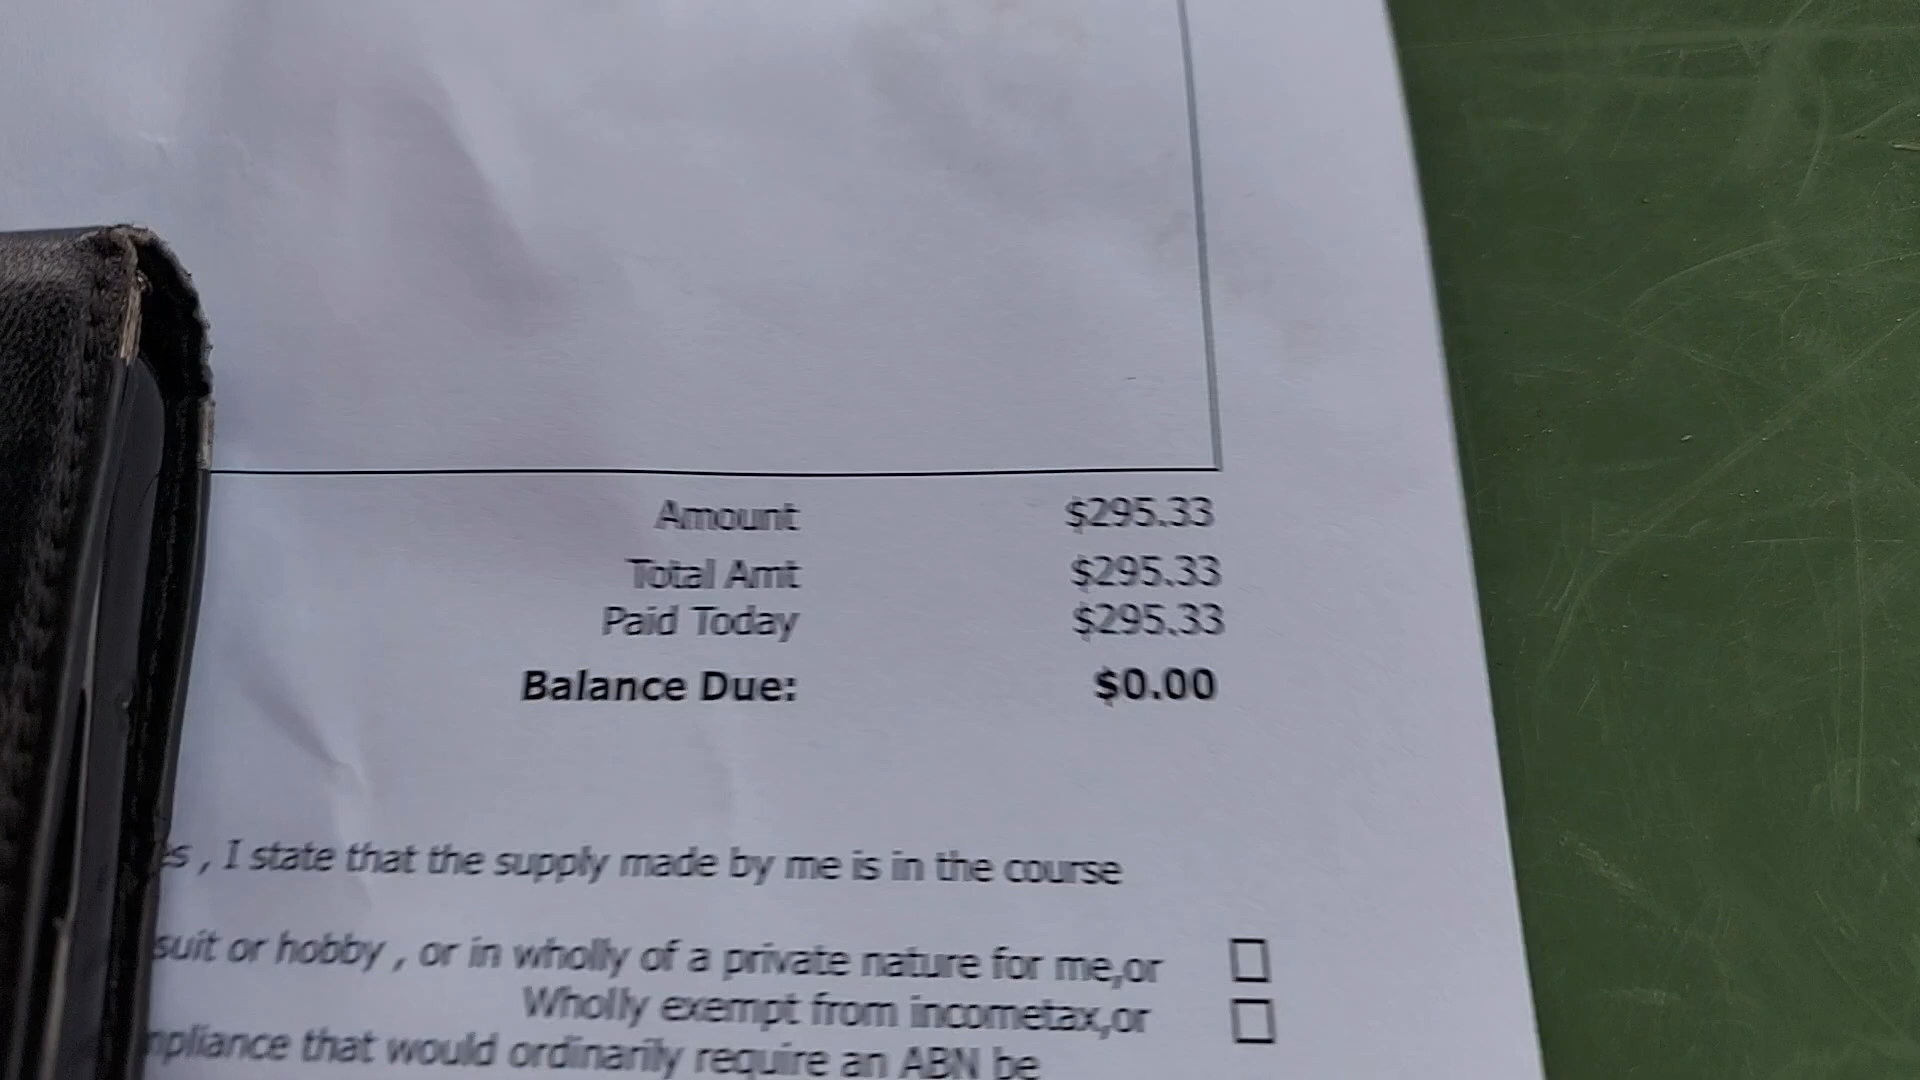 Amount $295.33
Total Amt $295.33
Paid Today $295.33
Balance Due: $0.00
, I state that the supply made by me is in the course
or hobby , or in wholly of a private nature for me,or
Wholly exempt from incometax,or
that would ordinarily require an ABN be